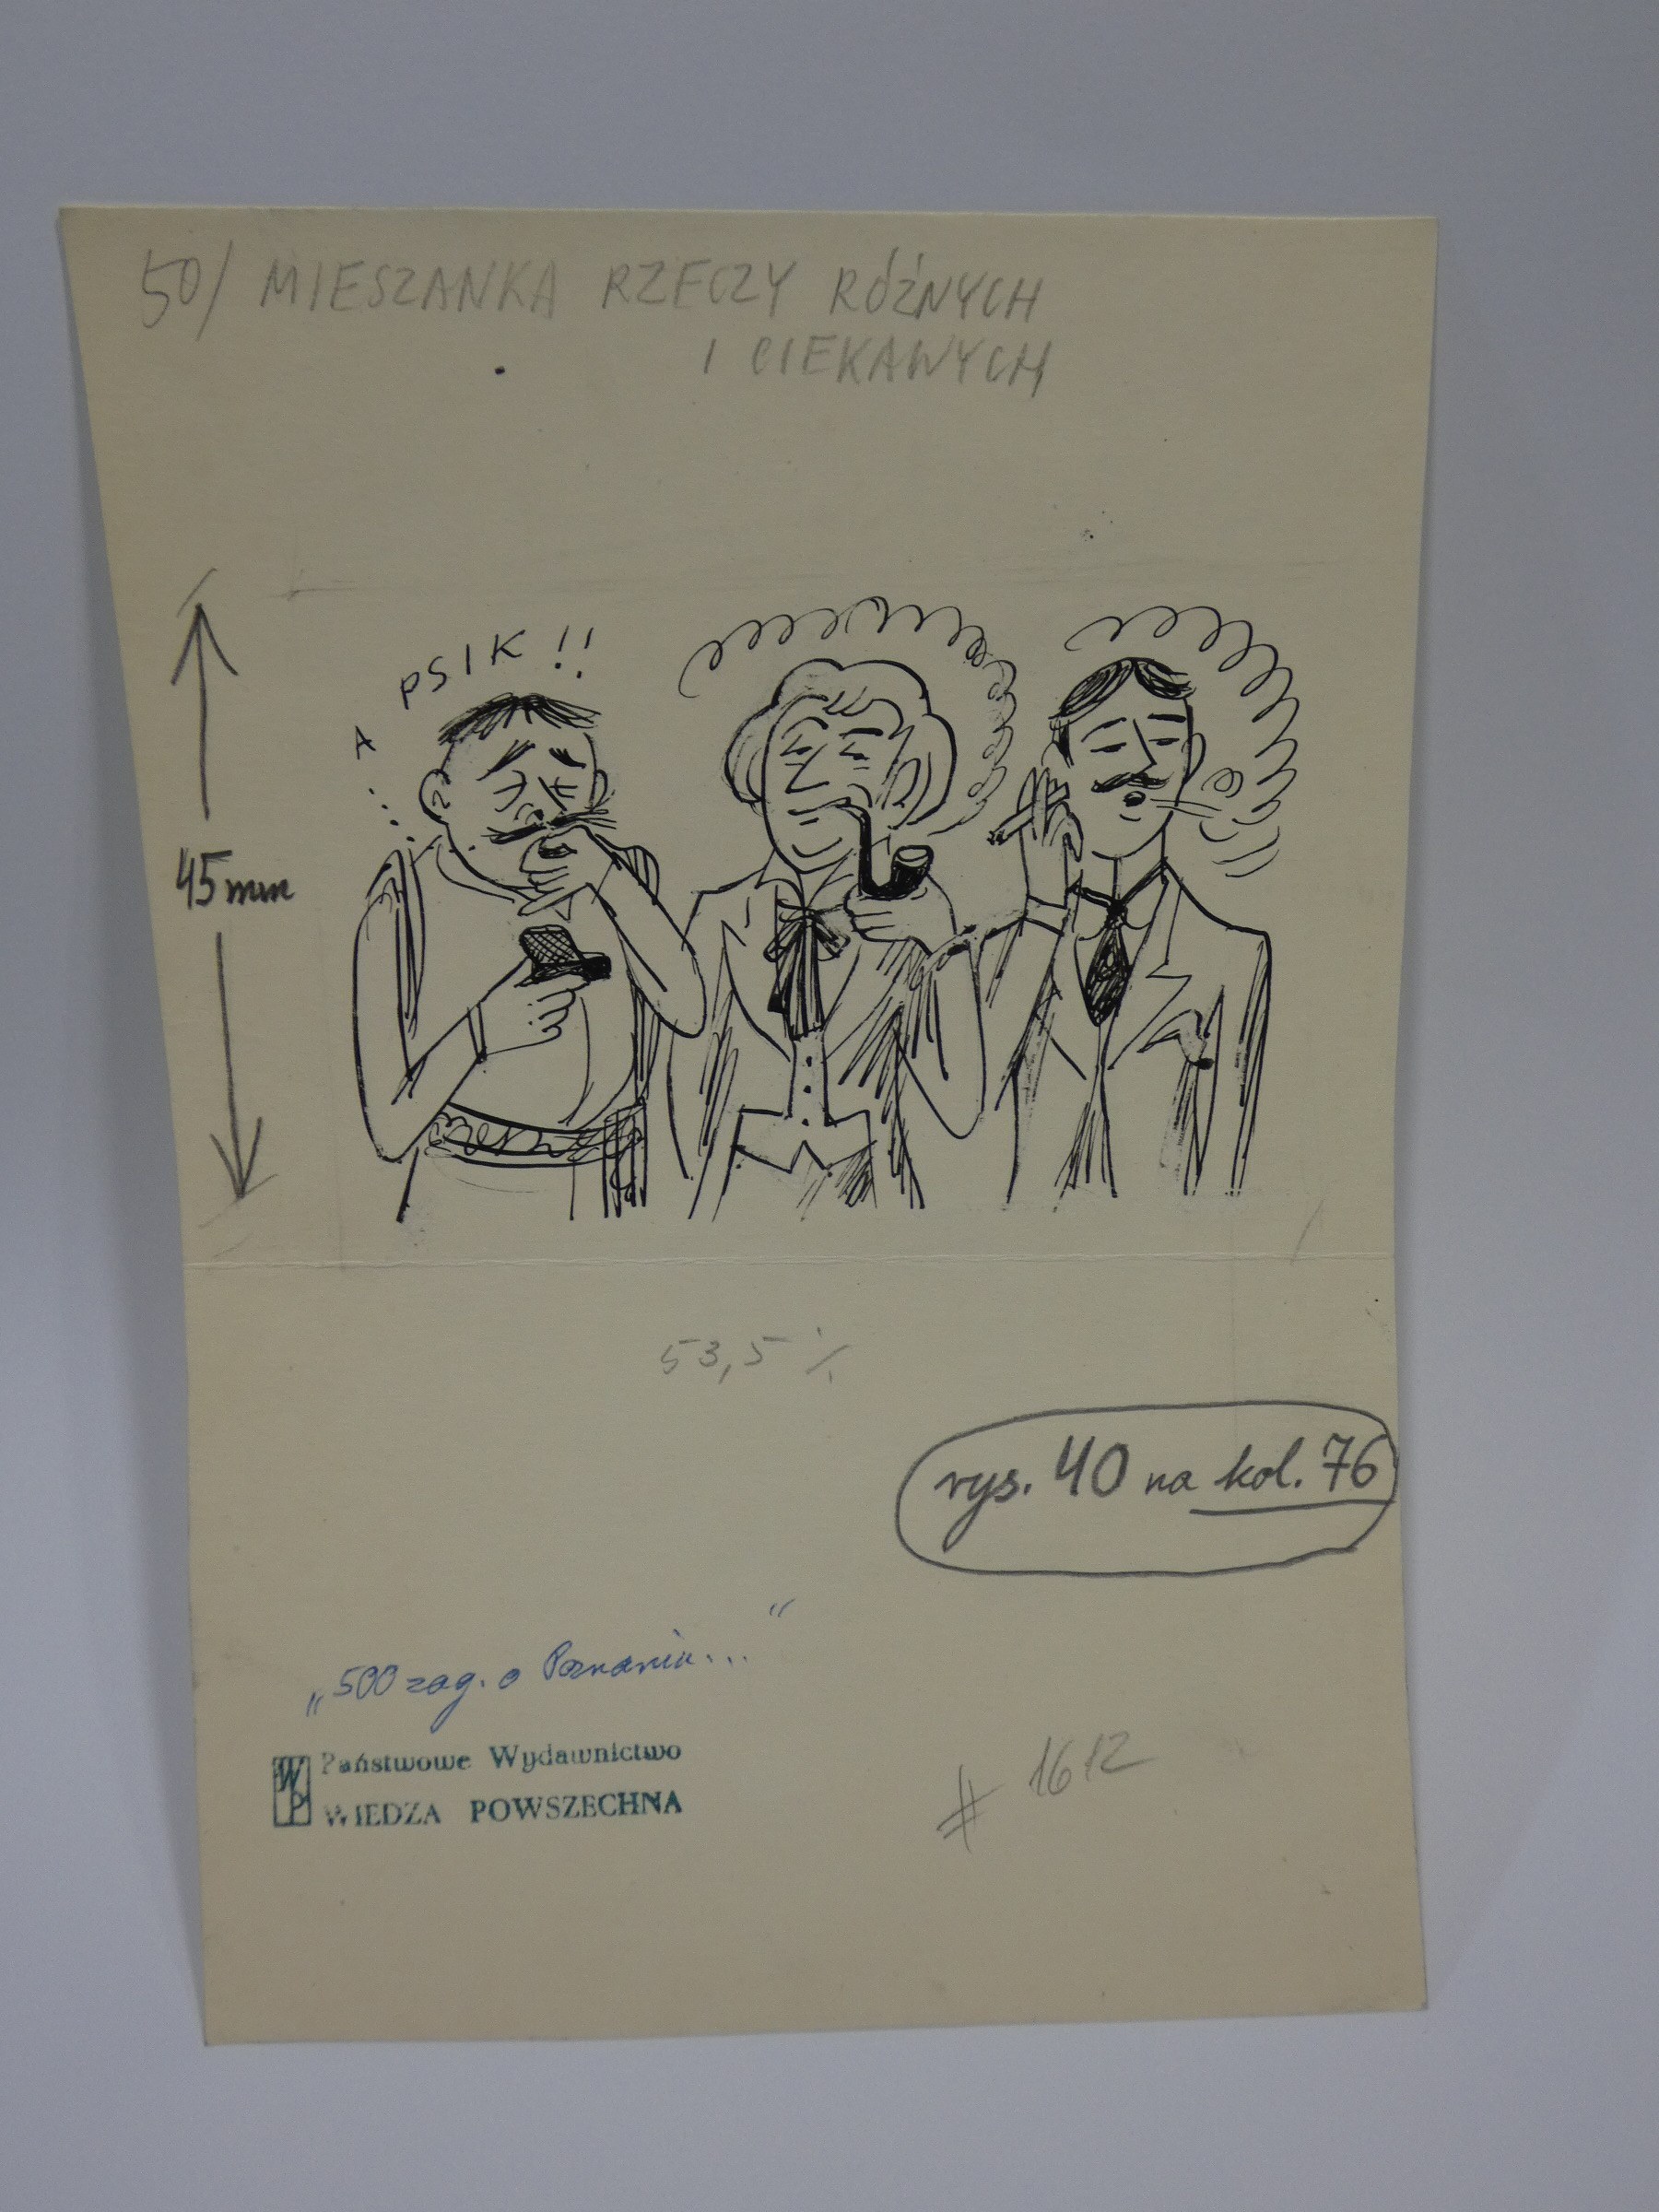 50/ MIESZANKA RZECZY RÓŻNYCH
I CIEKAWYCH
A PSIK !!
45 mm
53,5 %
rys. 40 na kol. 76
„500 zag. o Poznaniu..."
WP Państwowe Wydawnictwo
WIEDZA POWSZECHNA
# 1612